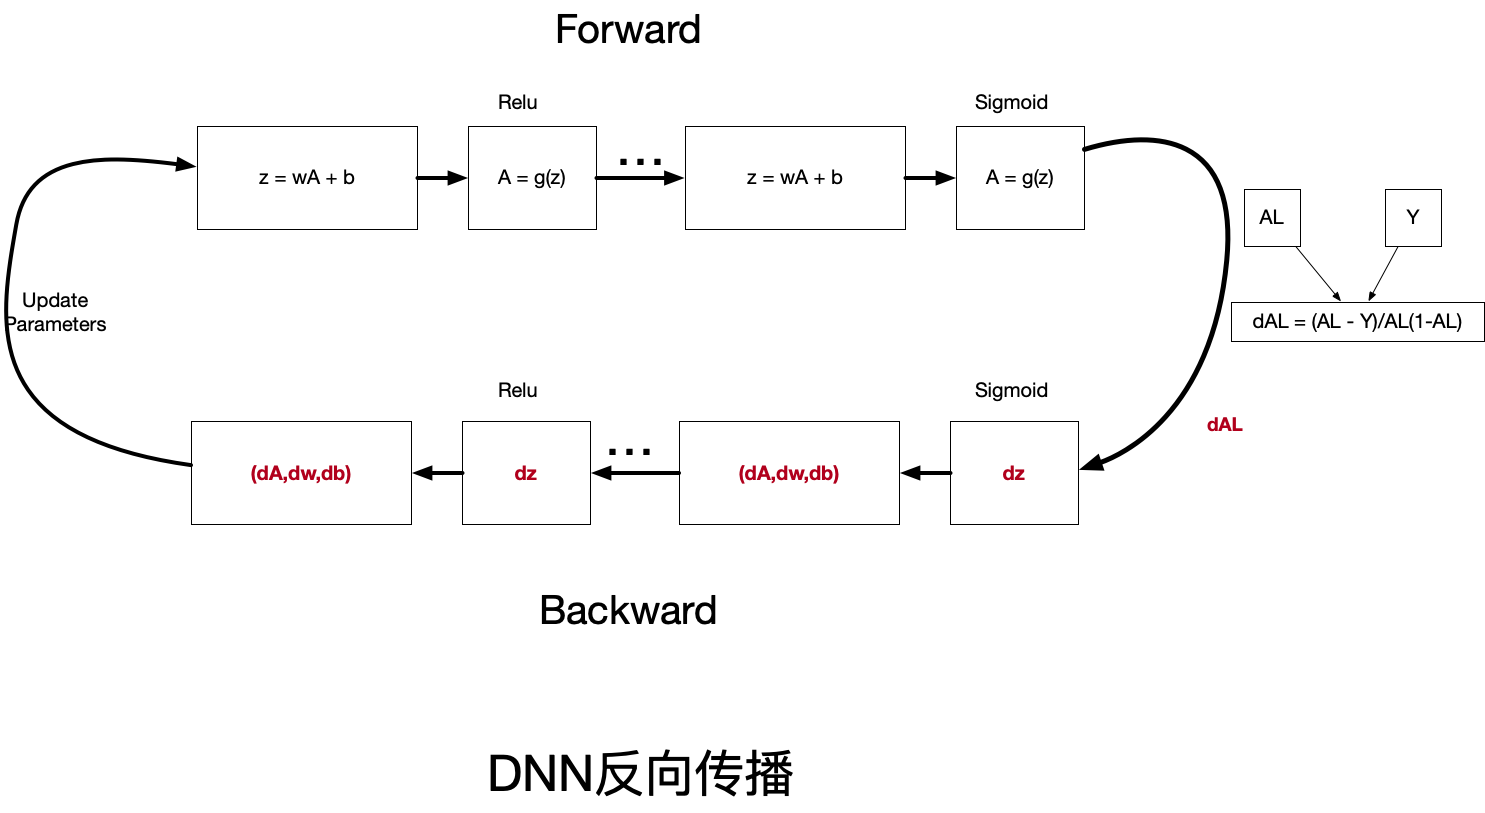 Forward
Relu
Sigmoid
z = wA + b
A = g(z)
...
z = wA + b
A = g(z)
AL
Y
dAL = (AL - Y)/AL(1-AL)
Update
Parameters
Relu
Sigmoid
dAL
(dA,dw,db)
dz
...
(dA,dw,db)
dz
Backward
DNN反向传播